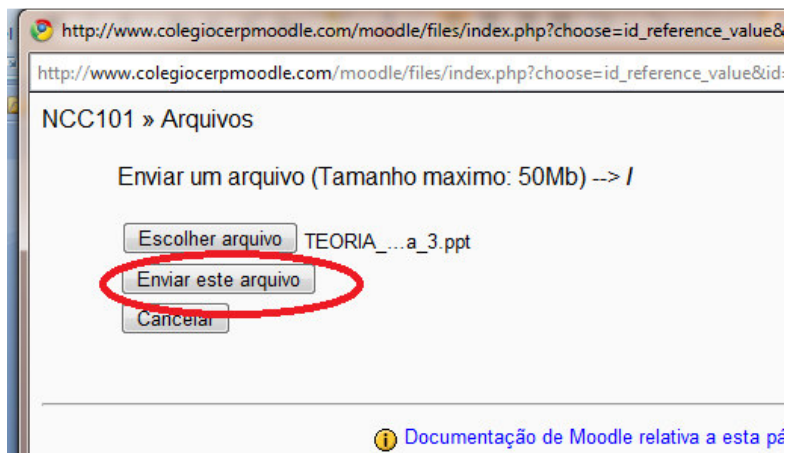 http://www.colegiocerpmoodle.com/moodle/files/index.php?choose=id_reference_value&
http://www.colegiocerpmoodle.com/moodle/files/index.php?choose=id_reference_value&id=
NCC101 » Arquivos
Enviar um arquivo (Tamanho maximo: 50Mb) --> /
Escolher arquivo TEORIA_...a_3.ppt
Enviar este arquivo
Cancelar
Documentação de Moodle relativa a esta pá